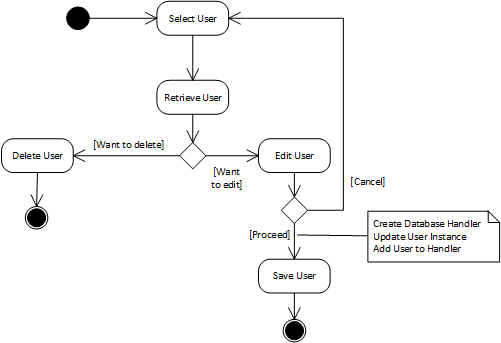 Select User
Retrieve User
[Want to delete]
Delete User
[Want
to edit]
Edit User
[Cancel]
[Proceed]
Create Database Handler
Update User Instance
Add User to Handler
Save User